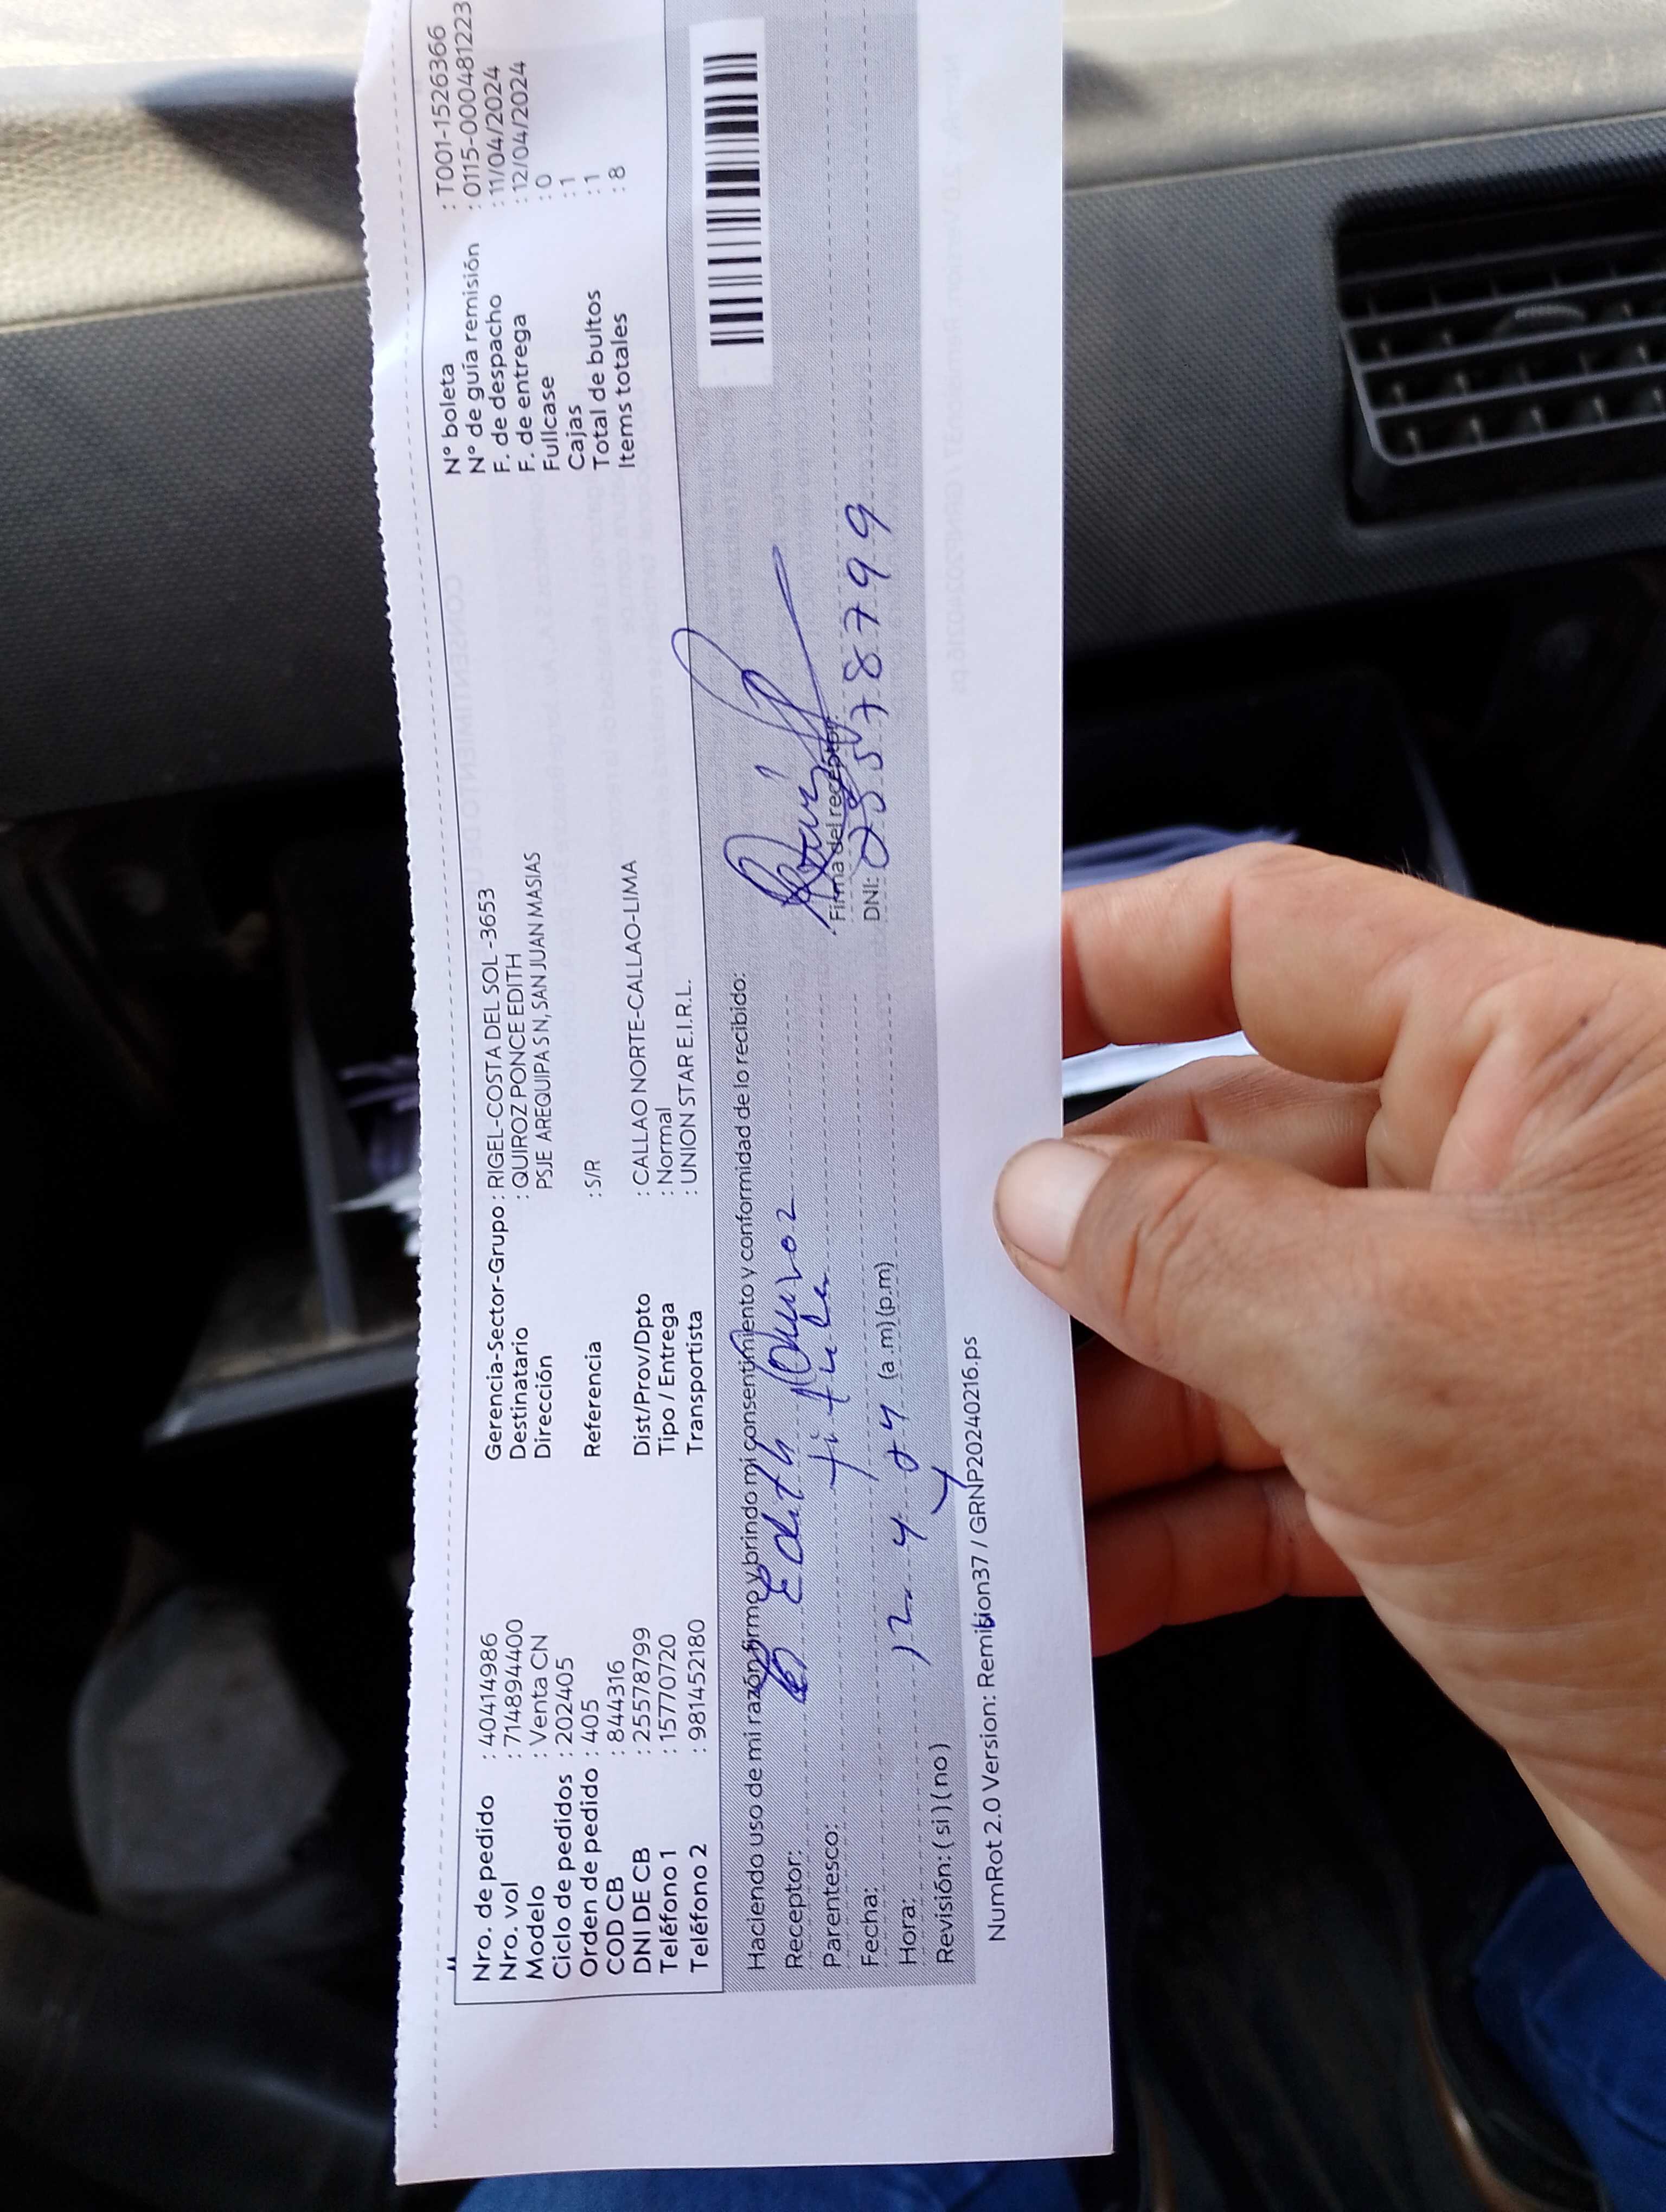 Nro. de pedido : 40414986
Nro. vol : 714894400
Modelo : Venta CN
Ciclo de pedidos : 202405
Orden de pedido : 405
COD CB : 844316
DNI DE CB : 25578799
Teléfono 1 : 15770720
Teléfono 2 : 981452180
Gerencia-Sector-Grupo : RIGEL-COSTA DEL SOL -3653
Destinatario : QUIROZ PONCE EDITH
Dirección PSJE AREQUIPA S N, SAN JUAN MASIAS
Referencia : S/R
Dist/Prov/Dpto : CALLAO NORTE-CALLAO-LIMA
Tipo / Entrega : Normal
Transportista : UNION STAR E.I.R.L.
N° boleta : T001-1526366
N° de guía remisión : 0115-000481223
F. de despacho : 11/04/2024
F. de entrega : 12/04/2024
Fullcase : 0
Cajas : 1
Total de bultos : 1
Items totales : 8
Haciendo uso de mi razón firmo y brindo mi consentimiento y conformidad de lo recibido:
Receptor: Edith Quiroz
Parentesco: titular
Fecha: 12 4 24
Hora: (a.m) (p.m)
Revisión: ( si ) ( no )
Firma del receptor
DNI: 25578799
NumRot 2.0 Version: Remision37 / GRNP20240216.ps